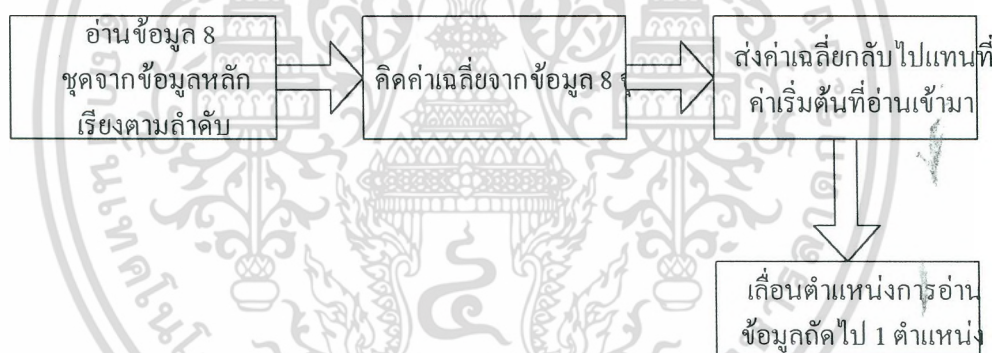 อ่านข้อมูล 8
ชุดจากข้อมูลหลัก
เรียงตามลำดับ
คิดค่าเฉลี่ยจากข้อมูล 8
ส่งค่าเฉลี่ยกลับไปแทนที่
ค่าเริ่มต้นที่อ่านเข้ามา
เลื่อนตำแหน่งการอ่าน
ข้อมูลถัดไป 1 ตำแหน่ง